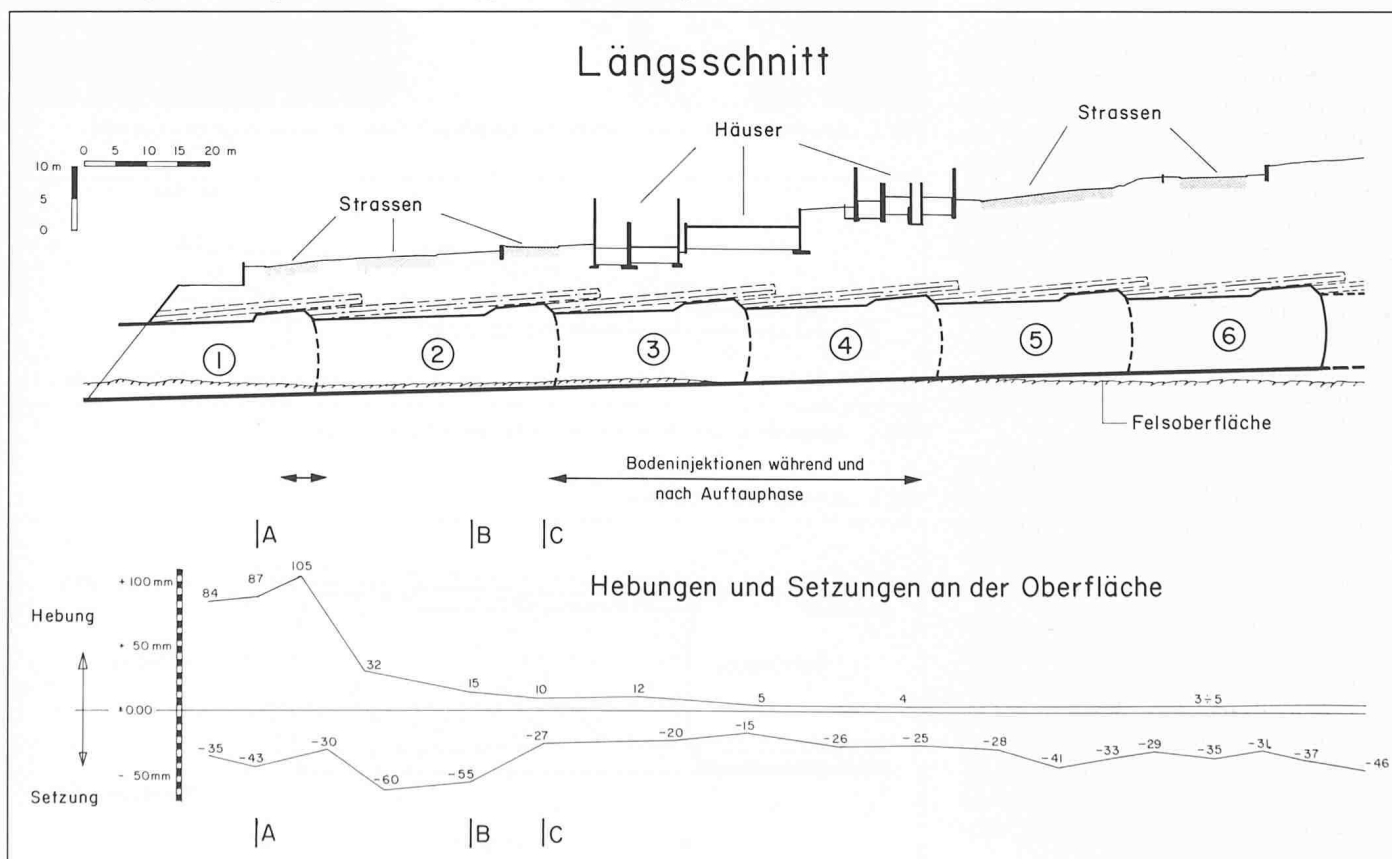 Längsschnitt
0 5 10 15 20 m
10 m
5
0
Strassen
Häuser
Strassen
1 2 3 4 5 6
Felsoberfläche
Bodeninjektionen während und
nach Auftauphase
A B C
Hebungen und Setzungen an der Oberfläche
Hebung
Setzung
+ 100 mm
+ 50 mm
±0.00
- 50mm
84 87 105 32 15 10 12 5 4 3÷5
-35 -43 -30 -60 -55 -27 -20 -15 -26 -25 -28 -41 -33 -29 -35 -31 -37 -46
A B C